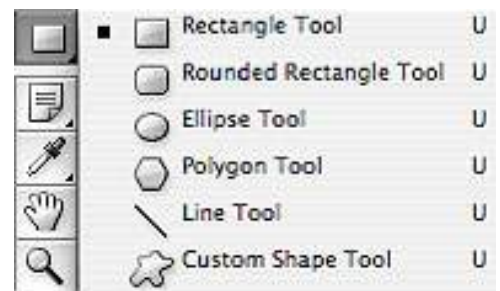 Rectangle Tool U
Rounded Rectangle Tool U
Ellipse Tool U
Polygon Tool U
Line Tool U
Custom Shape Tool U